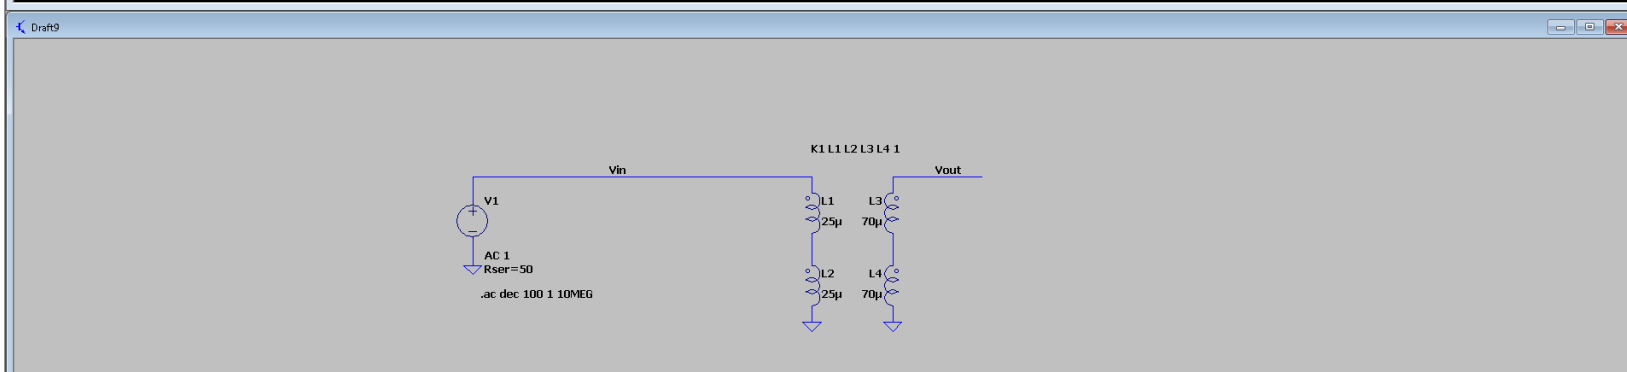 Draft9
K1 L1 L2 L3 L4 1
Vin
Vout
V1
L1
L3
25µ
70µ
AC 1
Rser=50
L2
L4
.ac dec 100 1 10MEG
25µ
70µ